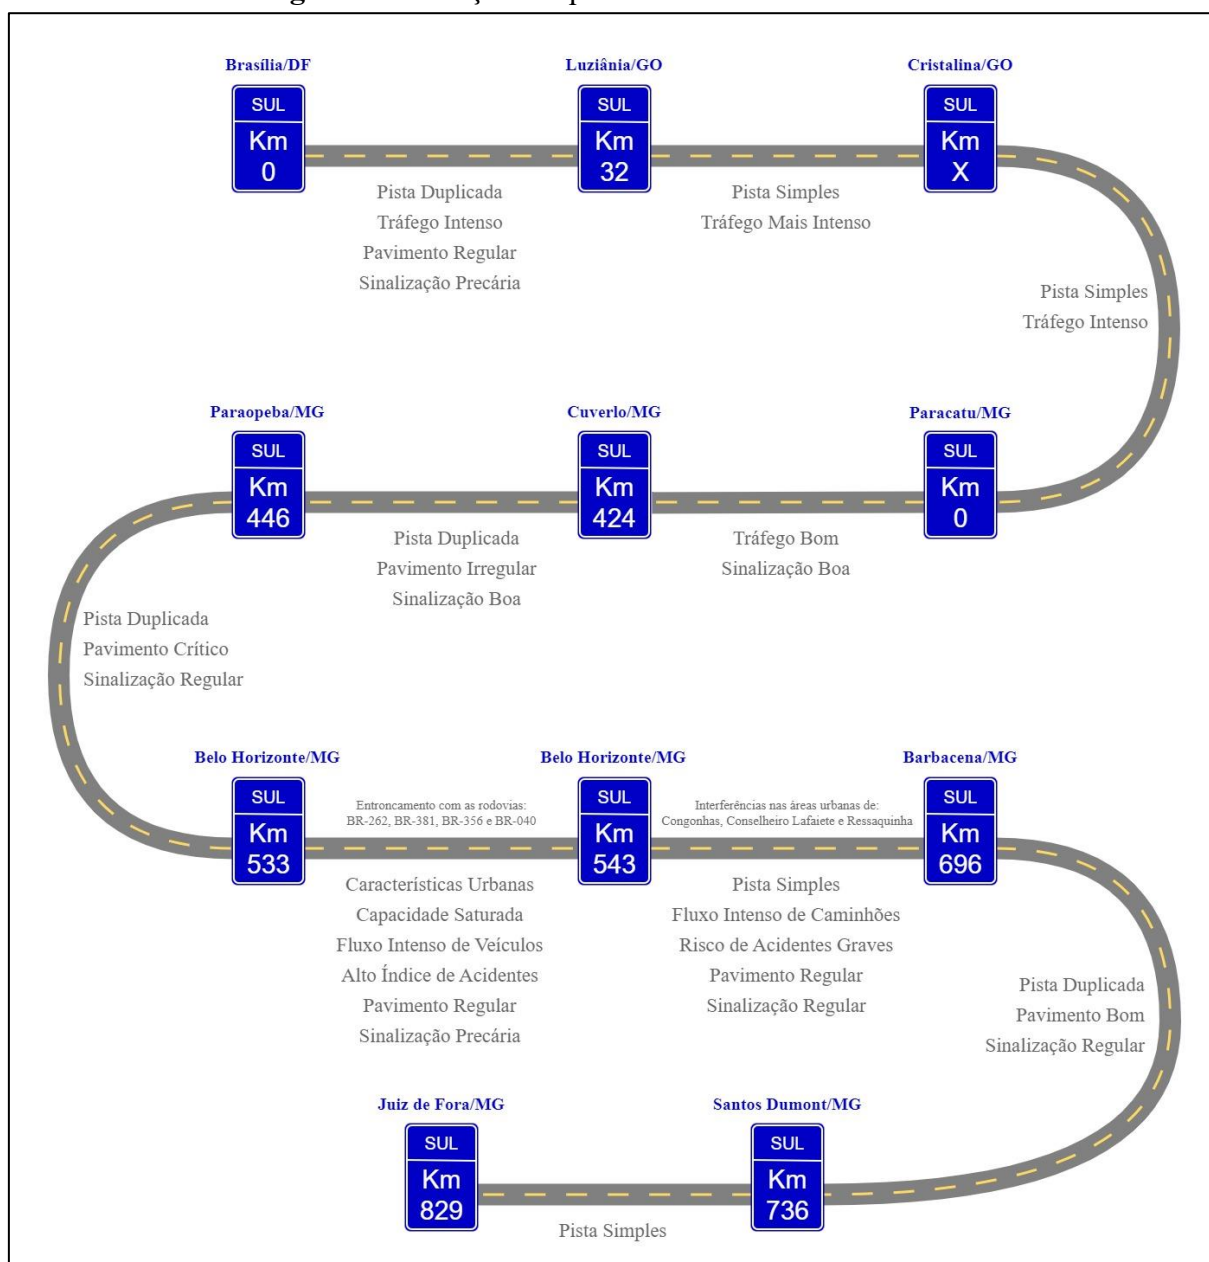 Brasília/DF
SUL
Km
0
Luziânia/GO
SUL
Km
32
Cristalina/GO
SUL
Km
X
Pista Duplicada
Tráfego Intenso
Pavimento Regular
Sinalização Precária
Pista Simples
Tráfego Mais Intenso
Pista Simples
Tráfego Intenso
Paracatu/MG
SUL
Km
0
Cuverlo/MG
SUL
Km
424
Paraopeba/MG
SUL
Km
446
Tráfego Bom
Sinalização Boa
Pista Duplicada
Pavimento Irregular
Sinalização Boa
Pista Duplicada
Pavimento Crítico
Sinalização Regular
Belo Horizonte/MG
SUL
Km
533
Entroncamento com as rodovias:
BR-262, BR-381, BR-356 e BR-040
Características Urbanas
Capacidade Saturada
Fluxo Intenso de Veículos
Alto Índice de Acidentes
Pavimento Regular
Sinalização Precária
Belo Horizonte/MG
SUL
Km
543
Interferências nas áreas urbanas de:
Congonhas, Conselheiro Lafaiete e Ressaquinha
Pista Simples
Fluxo Intenso de Caminhões
Risco de Acidentes Graves
Pavimento Regular
Sinalização Regular
Barbacena/MG
SUL
Km
696
Pista Duplicada
Pavimento Bom
Sinalização Regular
Santos Dumont/MG
SUL
Km
736
Pista Simples
Juiz de Fora/MG
SUL
Km
829